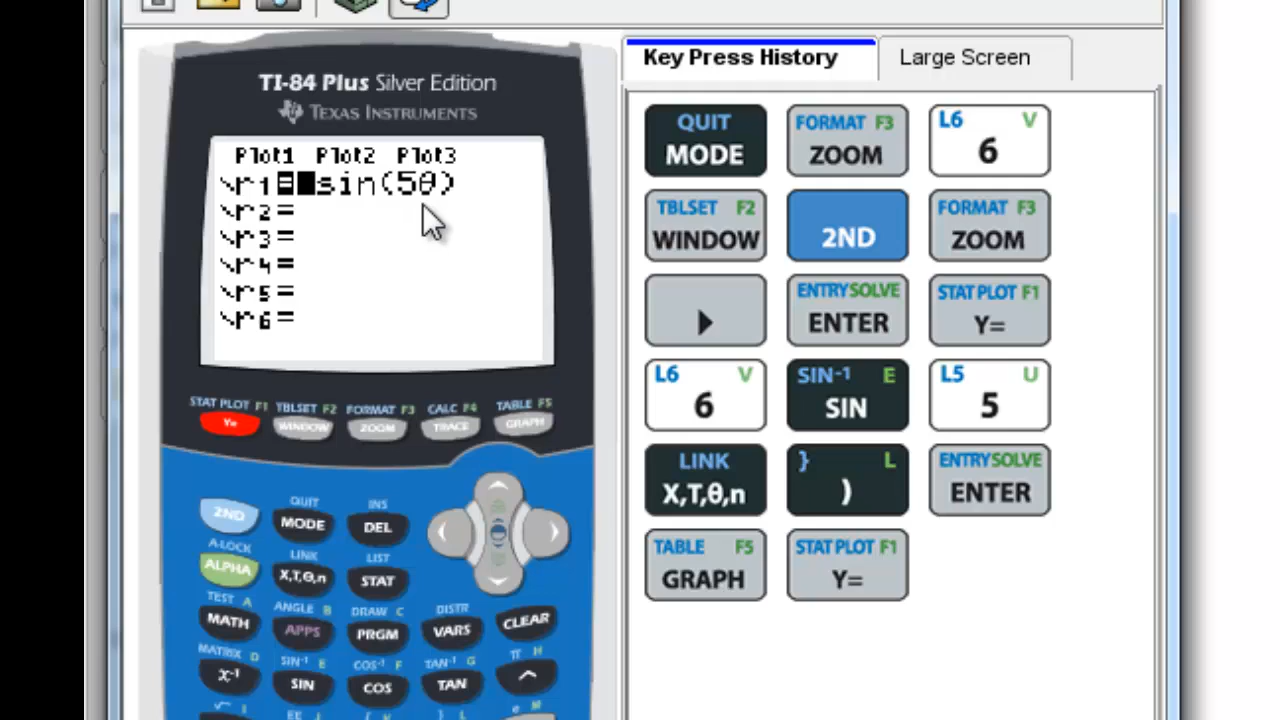 Key Press History
Large Screen
TI-84 Plus Silver Edition
TEXAS INSTRUMENTS
Plot1 Plot2 Plot3
\r1= sin(5θ)
\r2=
\r3=
\r4=
\r5=
\r6=
STAT PLOT F1 TBLSET F2 FORMAT F3 CALC F4 TABLE F5
Y= WINDOW ZOOM TRACE GRAPH
QUIT INS
2ND MODE DEL
A-LOCK LINK LIST
ALPHA X,T,θ,n STAT
TEST A ANGLE B DRAW C DISTR
MATH APPS PRGM VARS CLEAR
MATRIX D SIN-1 E COS-1 F TAN-1 G π H
X-1 SIN COS TAN ^
QUIT FORMAT F3 L6 V
MODE ZOOM 6
TBLSET F2 FORMAT F3
WINDOW 2ND ZOOM
ENTRY SOLVE STAT PLOT F1
ENTER Y=
L6 V SIN-1 E L5 U
6 SIN 5
LINK } L ENTRY SOLVE
X,T,θ,n ) ENTER
TABLE F5 STAT PLOT F1
GRAPH Y=